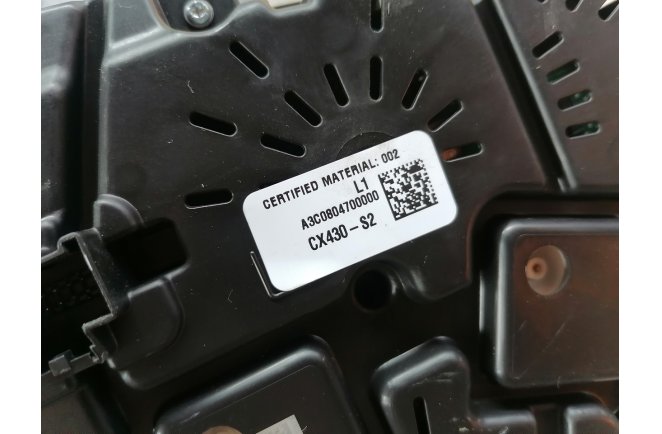 CERTIFIED MATERIAL: 002
L1
A3C0804700000
CX430-S2